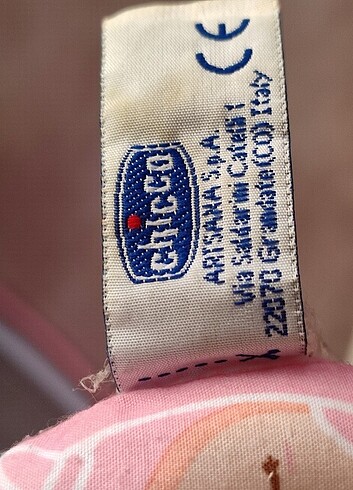 CE
chicco
ARTSANA S.p.A.
Via Saldarini Catelli 1
22070 Grandate (CO) Italy